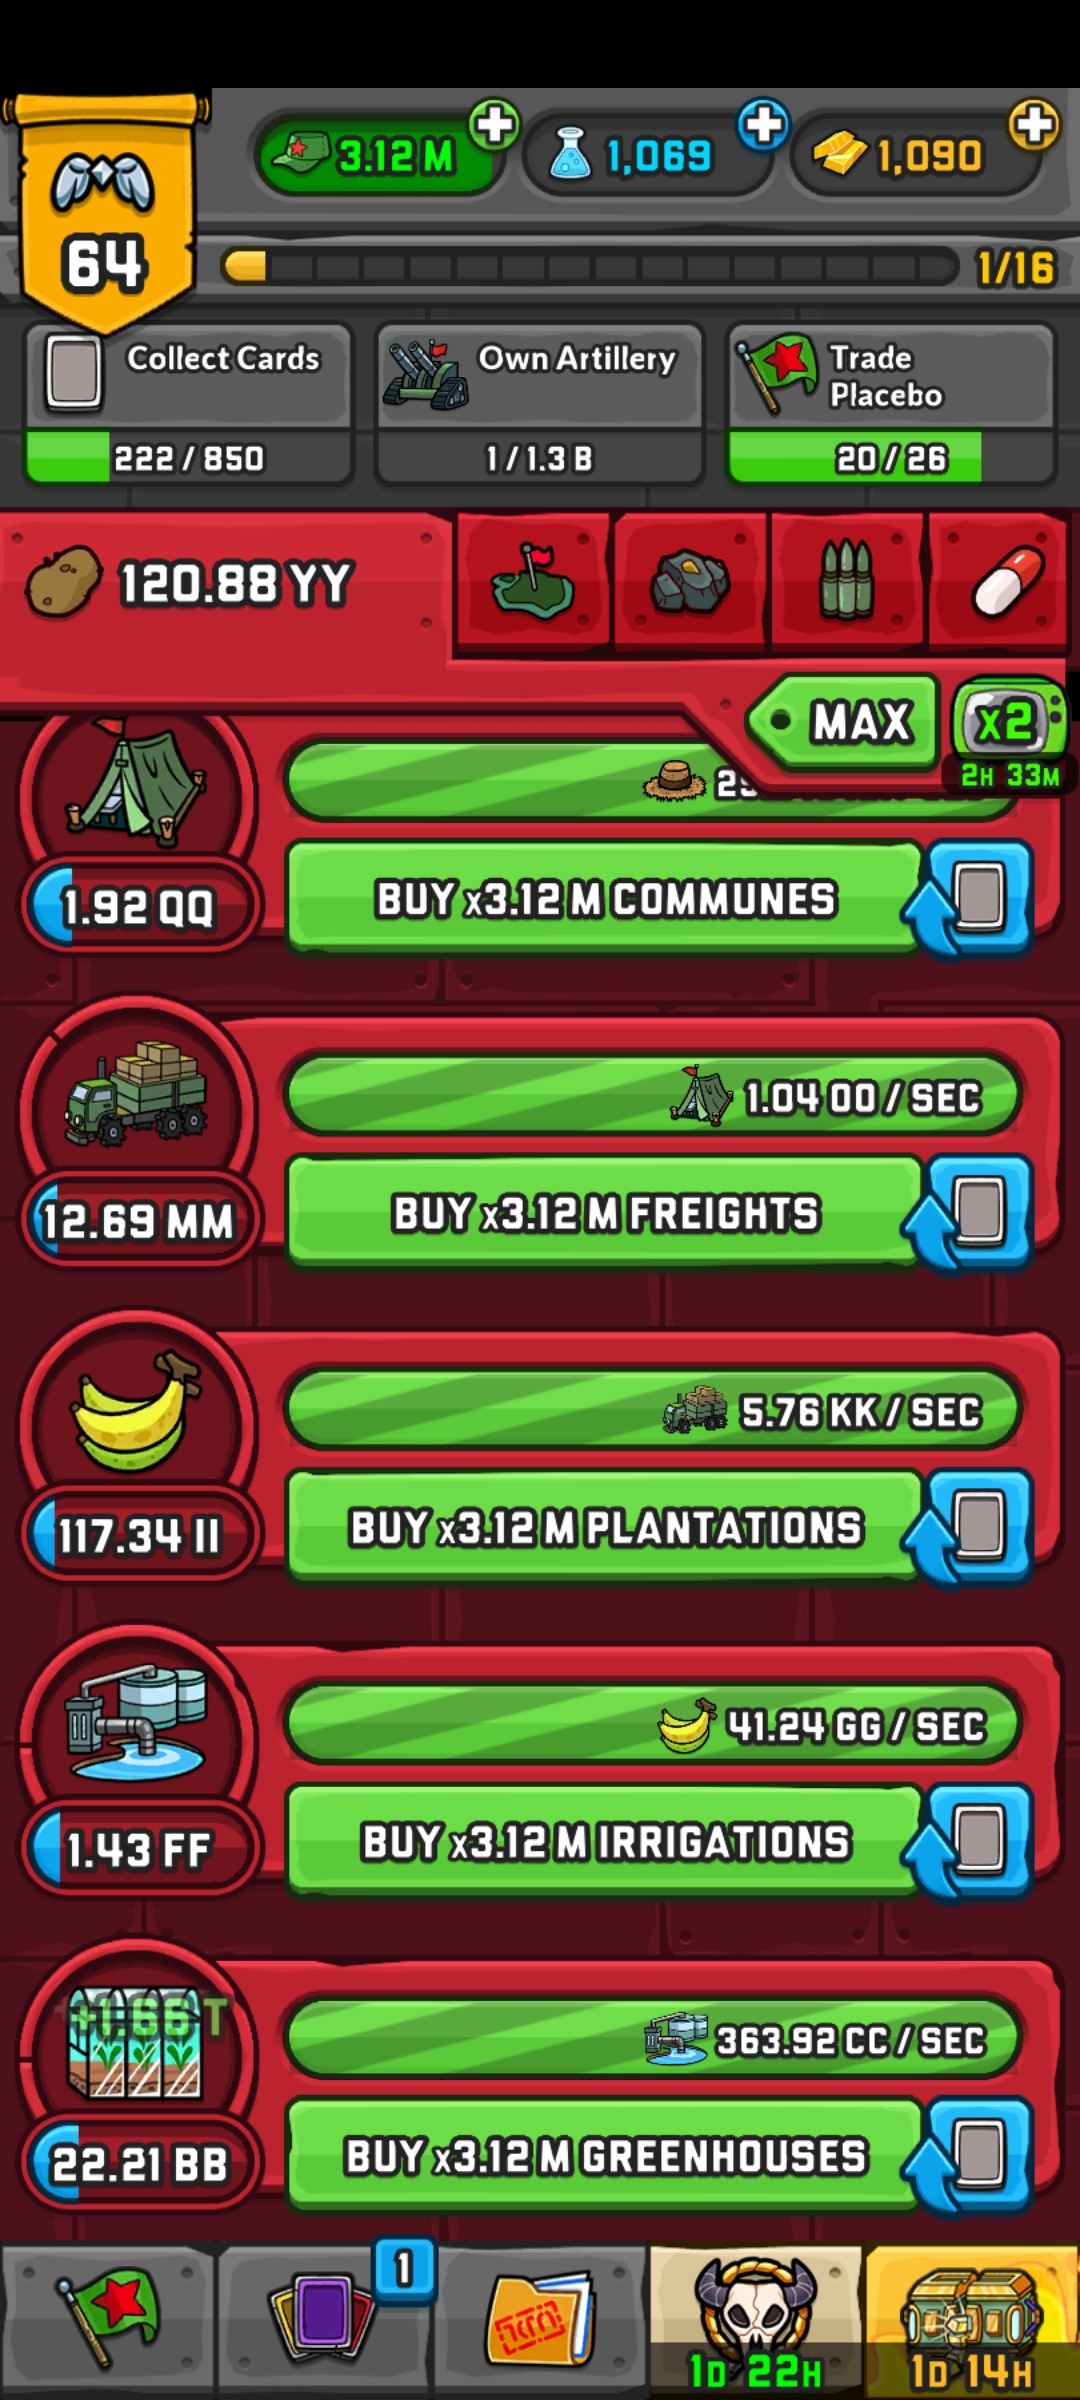 64
3.12 M
1,069
1,090
1/16
Collect Cards
222 / 850
Own Artillery
1 / 1.3 B
Trade
Placebo
20 / 26
120.88 YY
MAX
x2
2H 33M
1.92 QQ
BUY x3.12 M COMMUNES
1.04 OO / SEC
12.69 MM
BUY x3.12 M FREIGHTS
5.76 KK / SEC
117.34 II
BUY x3.12 M PLANTATIONS
41.24 GG / SEC
1.43 FF
BUY x3.12 M IRRIGATIONS
+1.66 T
363.92 CC / SEC
22.21 BB
BUY x3.12 M GREENHOUSES
1
1D 22H
1D 14H